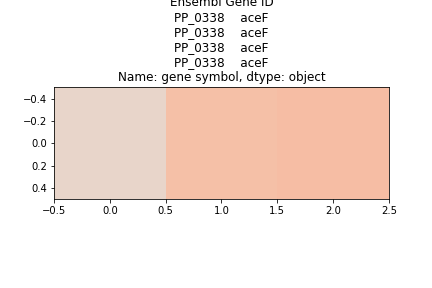 Ensembl Gene ID
PP_0338 aceF
PP_0338 aceF
PP_0338 aceF
PP_0338 aceF
Name: gene symbol, dtype: object
−0.4
−0.2
0.0
0.2
0.4
−0.5 0.0 0.5 1.0 1.5 2.0 2.5